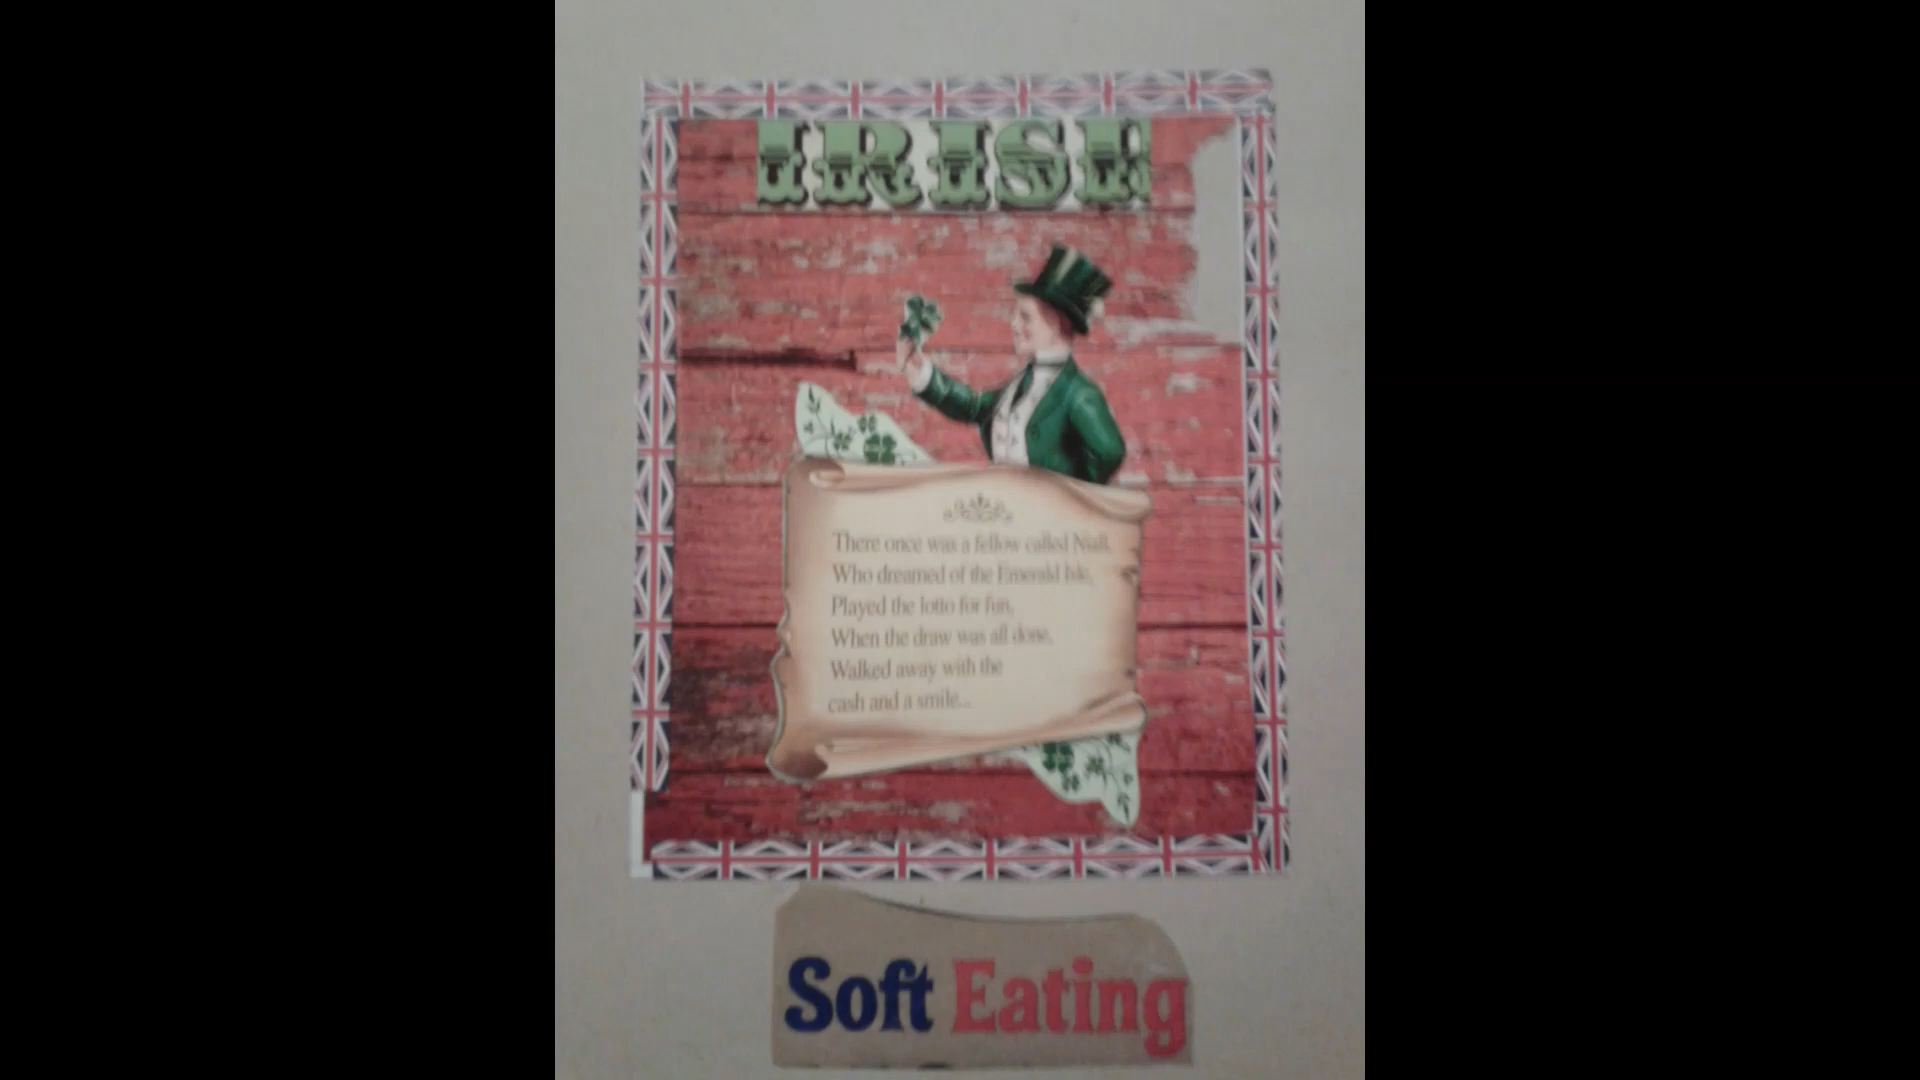 IRISH
There once was a fellow called Niall,
Who dreamed of the Emerald Isle,
Played the lotto for fun,
When the draw was all done,
Walked away with the
cash and a smile...
Soft Eating